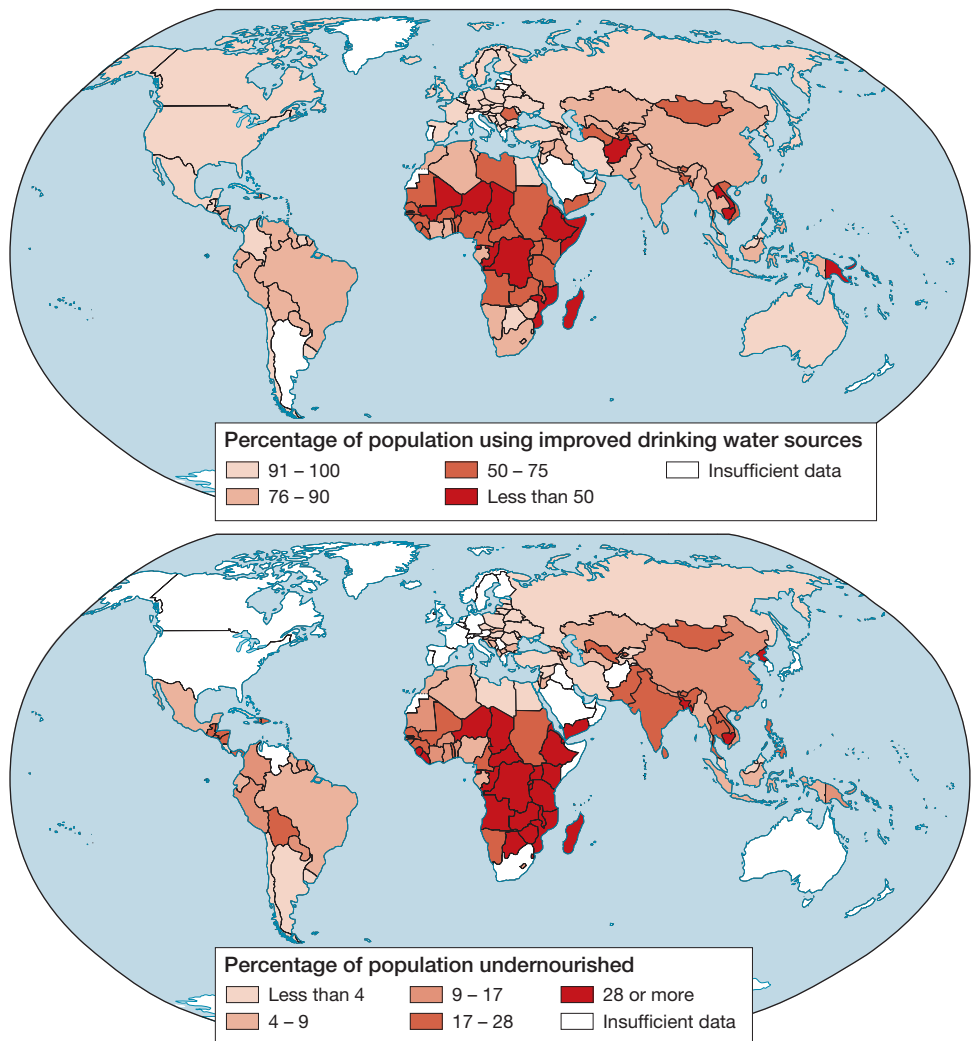 Percentage of population using improved drinking water sources
91 – 100 50 – 75 Insufficient data
76 – 90 Less than 50
Percentage of population undernourished
Less than 4 9 – 17 28 or more
4 – 9 17 – 28 Insufficient data